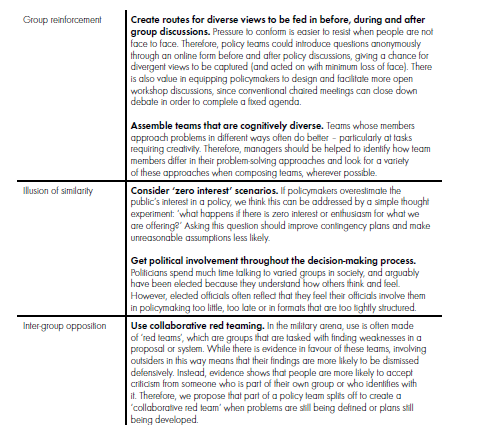 Group reinforcement
Create routes for diverse views to be fed in before, during and after
group discussions. Pressure to conform is easier to resist when people are not
face to face. Therefore, policy teams could introduce questions anonymously
through an online form before and after policy discussions, giving a chance for
divergent views to be captured (and acted on with minimum loss of face). There
is also value in equipping policymakers to design and facilitate more open
workshop discussions, since conventional chaired meetings can close down
debate in order to complete a fixed agenda.
Assemble teams that are cognitively diverse. Teams whose members
approach problems in different ways often do better – particularly at tasks
requiring creativity. Therefore, managers should be helped to identify how team
members differ in their problem-solving approaches and look for a variety
of these approaches when composing teams, wherever possible.
Illusion of similarity
Consider 'zero interest' scenarios. If policymakers overestimate the
public's interest in a policy, we think this can be addressed by a simple thought
experiment: 'what happens if there is zero interest or enthusiasm for what we
are offering?' Asking this question should improve contingency plans and make
unreasonable assumptions less likely.
Get political involvement throughout the decision-making process.
Politicians spend much time talking to varied groups in society, and arguably
have been elected because they understand how others think and feel.
However, elected officials often reflect that they feel their officials involve them
in policymaking too little, too late or in formats that are too tightly structured.
Inter-group opposition
Use collaborative red teaming. In the military arena, use is often made
of 'red teams', which are groups that are tasked with finding weaknesses in a
proposal or system. While there is evidence in favour of these teams, involving
outsiders in this way means that their findings are more likely to be dismissed
defensively. Instead, evidence shows that people are more likely to accept
criticism from someone who is part of their own group or who identifies with
it. Therefore, we propose that part of a policy team splits off to create a
'collaborative red team' when problems are still being defined or plans still
being developed.